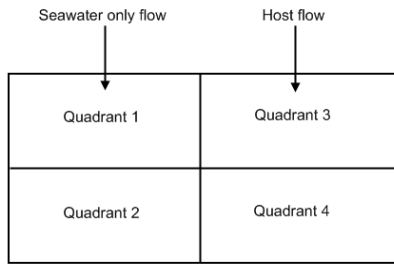 Seawater only flow
Host flow
Quadrant 1
Quadrant 3
Quadrant 2
Quadrant 4